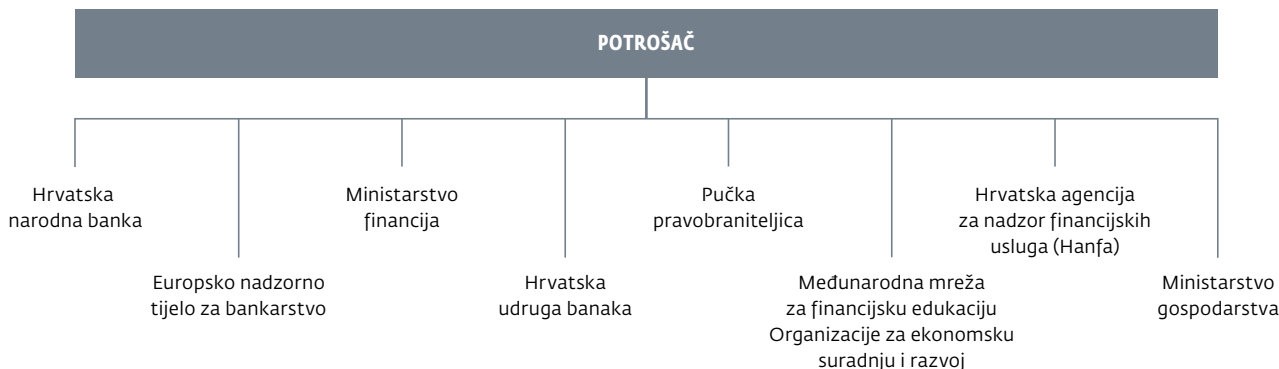 POTROŠAČ
Hrvatska
narodna banka
Europsko nadzorno
tijelo za bankarstvo
Ministarstvo
financija
Hrvatska
udruga banaka
Pučka
pravobraniteljica
Međunarodna mreža
za financijsku edukaciju
Organizacije za ekonomsku
suradnju i razvoj
Hrvatska agencija
za nadzor financijskih
usluga (Hanfa)
Ministarstvo
gospodarstva